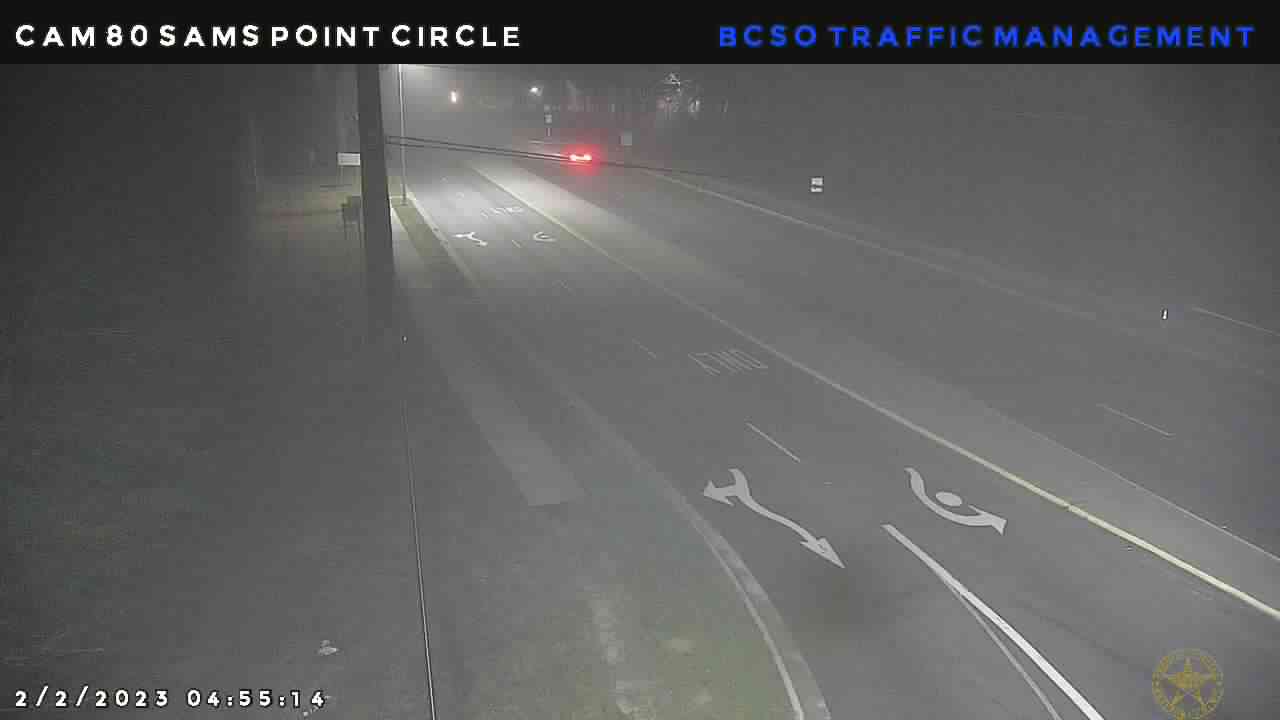 CAM 80 SAMS POINT CIRCLE
BCSO TRAFFIC MANAGEMENT
ONLY
2/2/2023 04:55:14